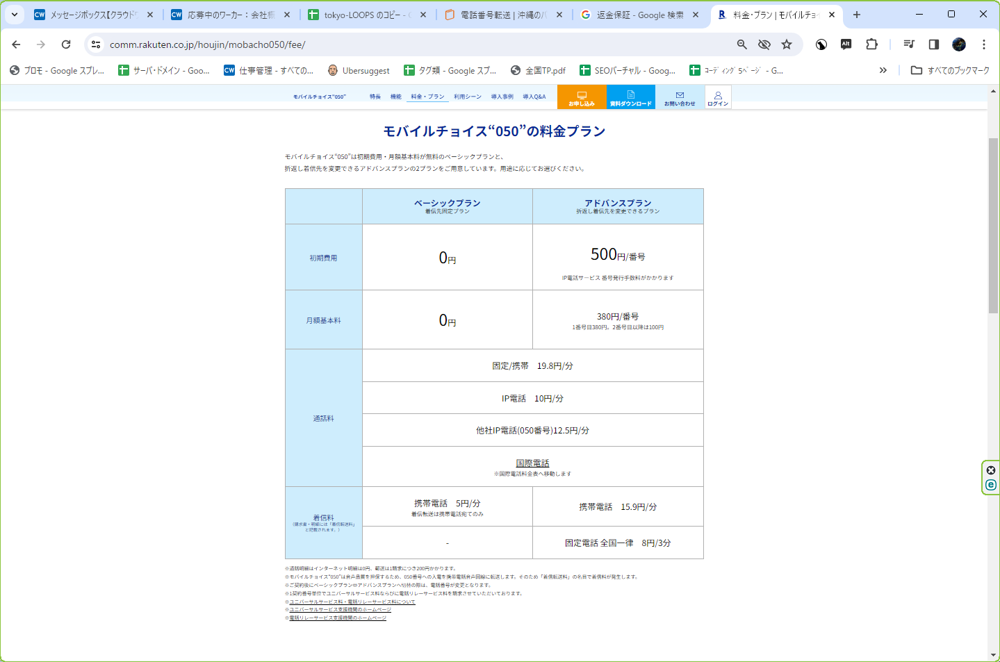 メッセージボックス【クラウドワ
応募中のワーカー：会社概
tokyo-LOOPS のコピー - G
電話番号転送 | 沖縄のバ
返金保証 - Google 検索
料金・プラン | モバイルチョイ
comm.rakuten.co.jp/houjin/mobacho050/fee/
プロモ - Google スプレ...
サーバ・ドメイン - Goo...
仕事管理 - すべての...
Ubersuggest
タグ類 - Google スプ...
全国TP.pdf
SEOバーチャル - Goog...
ｺｰﾃﾞｨﾝｸﾞ 5ﾍﾟｰｼﾞ - G...
すべてのブックマーク
モバイルチョイス“050” 特長 機能 料金・プラン 利用シーン 導入事例 導入Q&A お申し込み 資料ダウンロード お問い合わせ ログイン
モバイルチョイス“050”の料金プラン
モバイルチョイス“050”は初期費用・月額基本料が無料のベーシックプランと、
折返し着信先を変更できるアドバンスプランの2プランをご用意しています。用途に応じてお選びください。
ベーシックプラン
着信先固定プラン
アドバンスプラン
折返し着信先を変更できるプラン
初期費用
0円
500円/番号
IP電話サービス 番号発行手数料がかかります
月額基本料
0円
380円/番号
1番号目380円。2番号目以降は100円
通話料
固定/携帯　19.8円/分
IP電話　10円/分
他社IP電話(050番号)12.5円/分
国際電話
※国際電話料金表へ移動します
着信料
（請求書・明細には「着信転送料」
と記載されます。）
携帯電話　5円/分
着信転送は携帯電話宛てのみ
携帯電話　15.9円/分
-
固定電話 全国一律　8円/3分
※通話明細はインターネット明細は0円、郵送は1請求につき200円かかります。
※モバイルチョイス“050”は音声品質を担保するため、050番号への入電を携帯電話音声回線に転送します。そのため「着信転送料」の名目で着信料が発生します。
※ご契約後にベーシックプラン⇔アドバンスプランへ切替の際は、電話番号が変更となります。
※1契約番号単位でユニバーサルサービス料ならびに電話リレーサービス料を請求させていただいております。
※ユニバーサルサービス料・電話リレーサービス料について
※ユニバーサルサービス支援機関のホームページ
※電話リレーサービス支援機関のホームページ